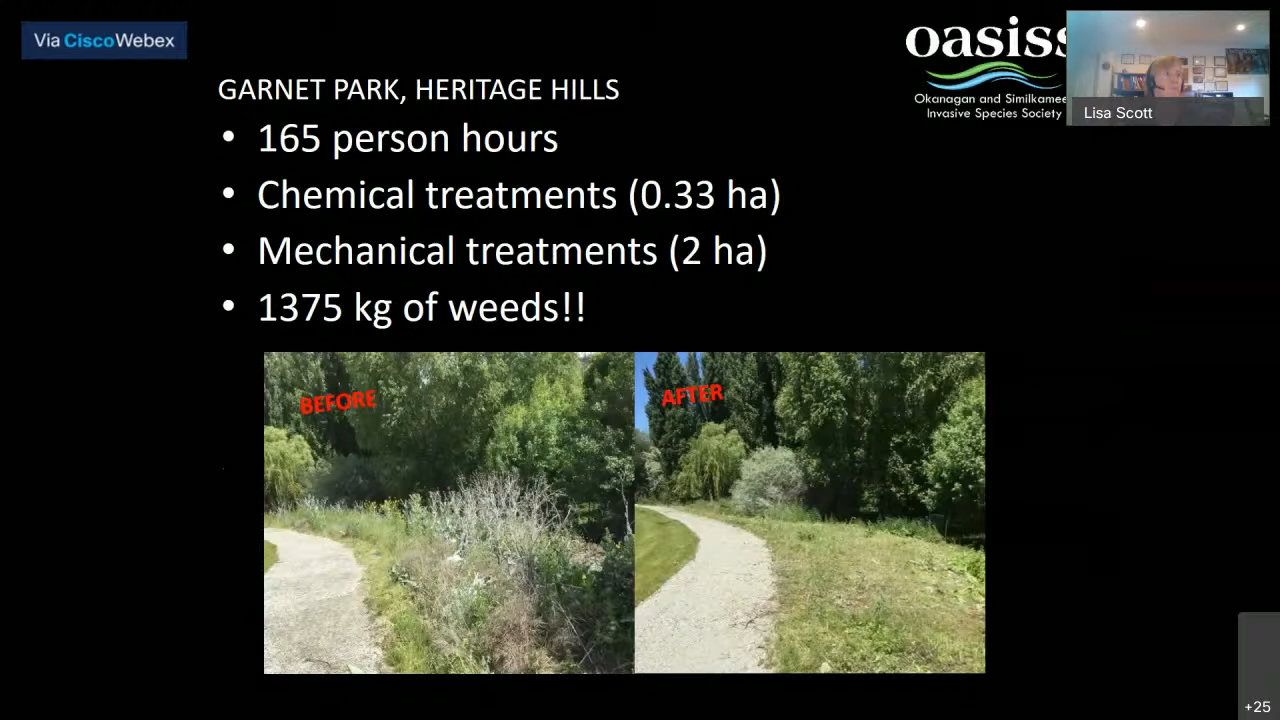 Via CiscoWebex
oasiss
Okanagan and Similkamee
Invasive Species Society
Lisa Scott
GARNET PARK, HERITAGE HILLS
• 165 person hours
• Chemical treatments (0.33 ha)
• Mechanical treatments (2 ha)
• 1375 kg of weeds!!
BEFORE
AFTER
+25